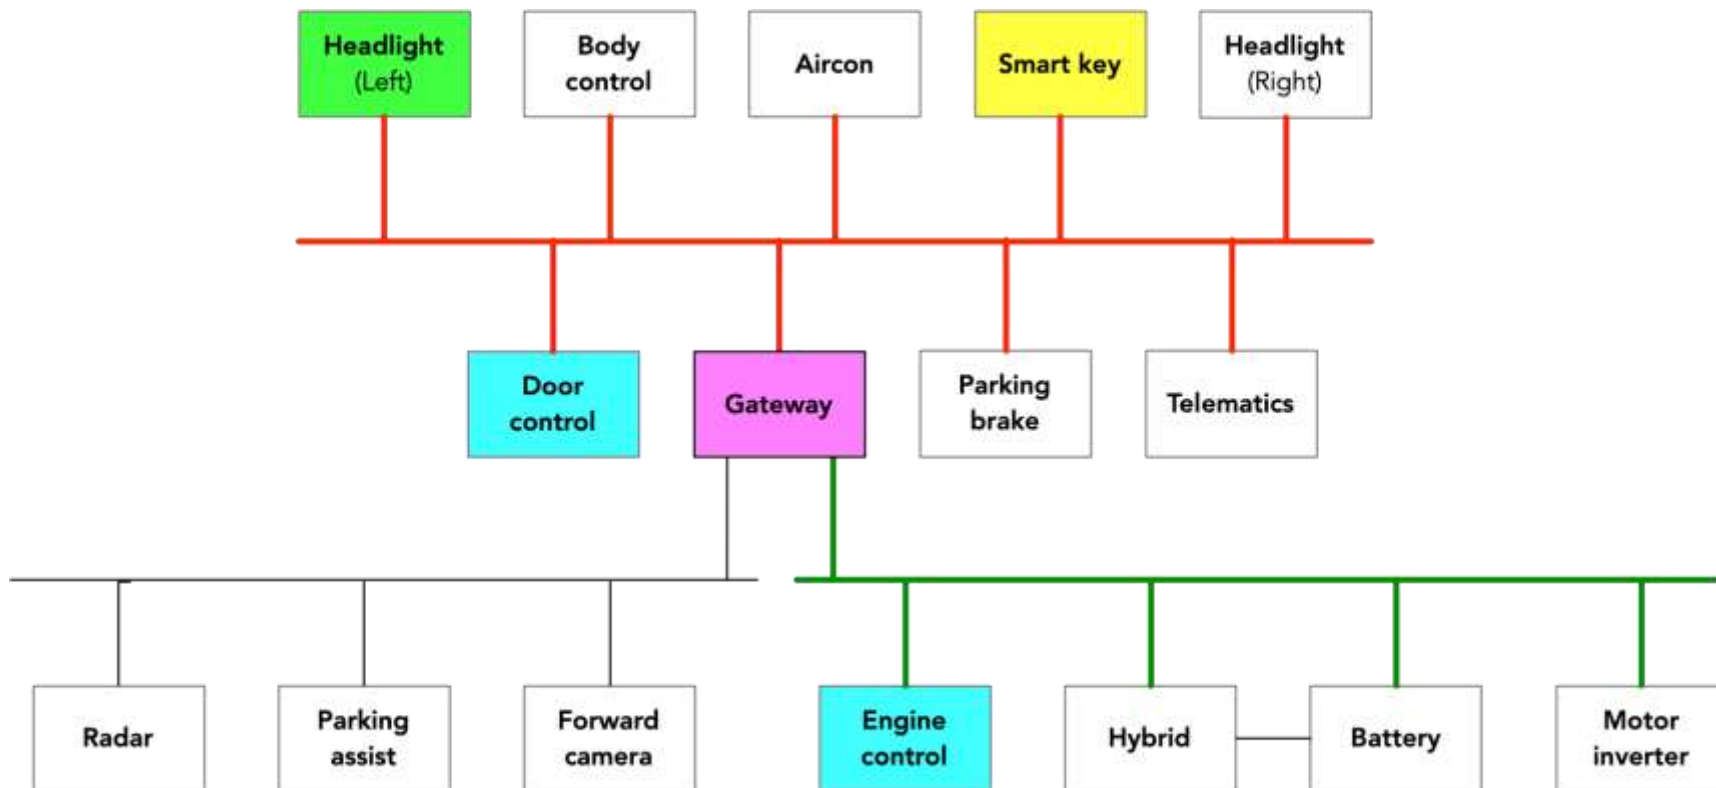 Headlight
(Left)
Body
control
Aircon
Smart key
Headlight
(Right)
Door
control
Gateway
Parking
brake
Telematics
Radar
Parking
assist
Forward
camera
Engine
control
Hybrid
Battery
Motor
inverter